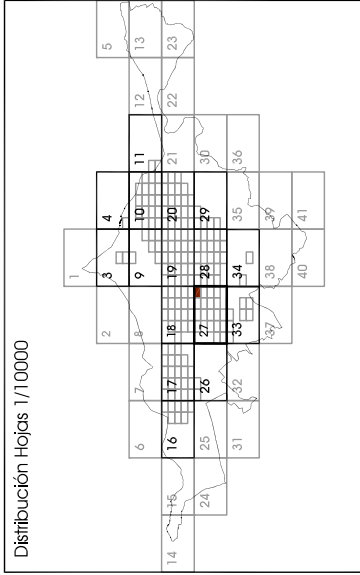 Distribución Hojas 1/10000
1
2 3 4 5
6 7 8 9 10 11 12 13
14 15 16 17 18 19 20 21 22 23
24 25 26 27 28 29 30
31 32 33 34 35 36
37 38 39
40 41